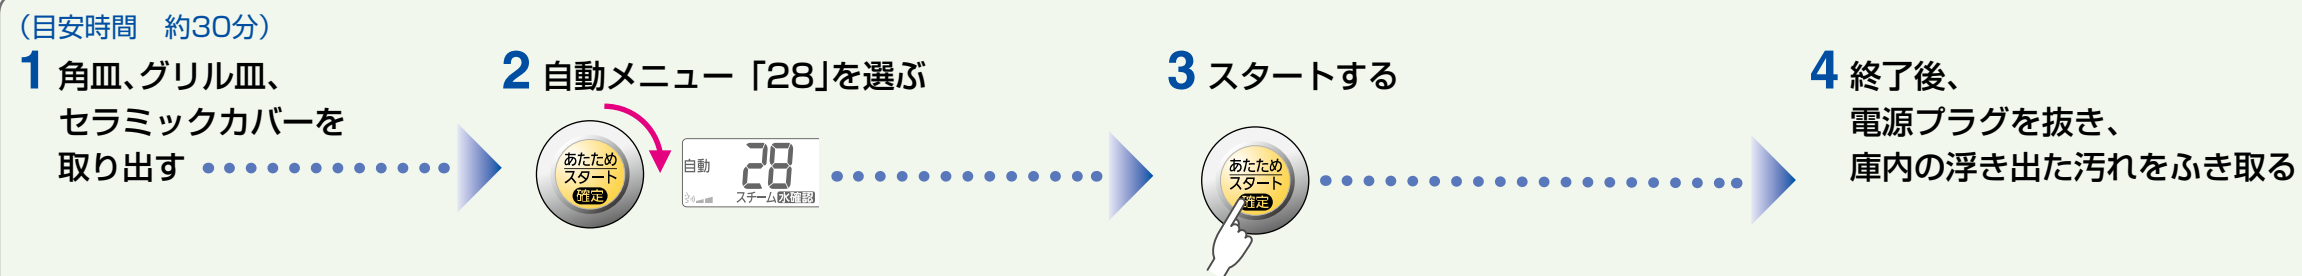 （目安時間　約30分）
1 角皿、グリル皿、
セラミックカバーを
取り出す
2 自動メニュー「28」を選ぶ
あたため
スタート
確定
自動 28
スチーム 水確認
3 スタートする
あたため
スタート
確定
4 終了後、
電源プラグを抜き、
庫内の浮き出た汚れをふき取る